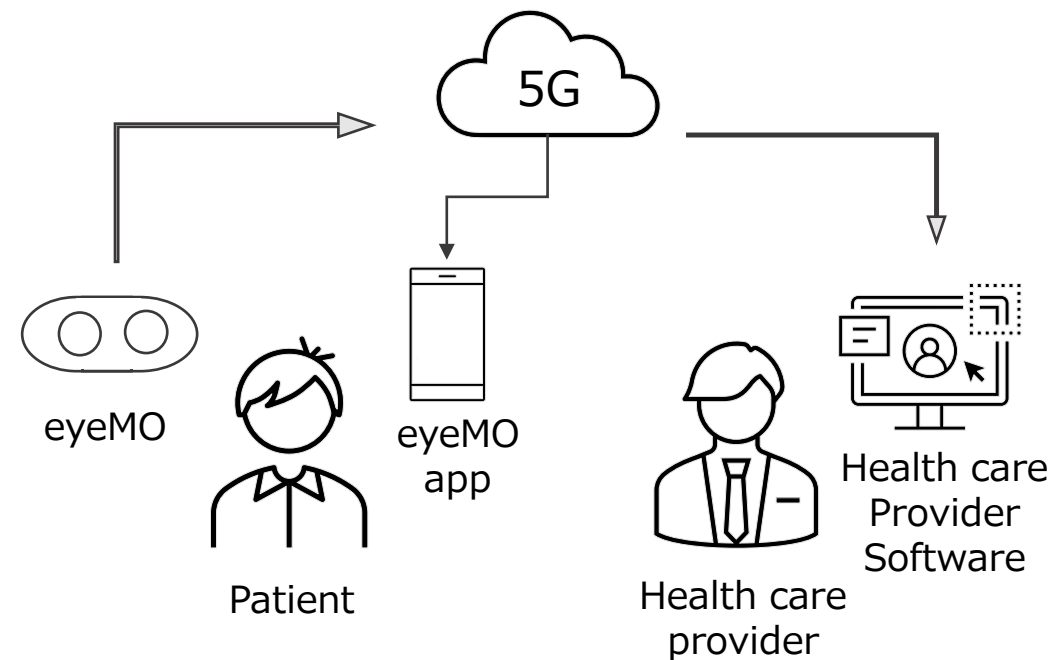 5G
eyeMO
eyeMO
app
Patient
Health care
provider
Health care
Provider
Software